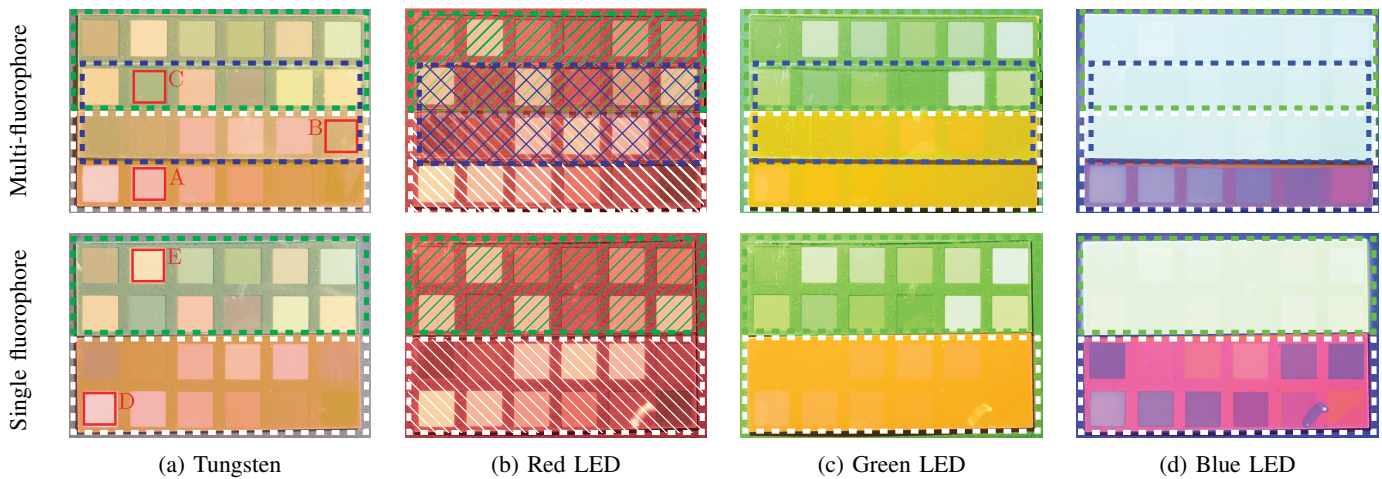 Multi-fluorophore
C
B
A
Single fluorophore
E
D
(a) Tungsten
(b) Red LED
(c) Green LED
(d) Blue LED